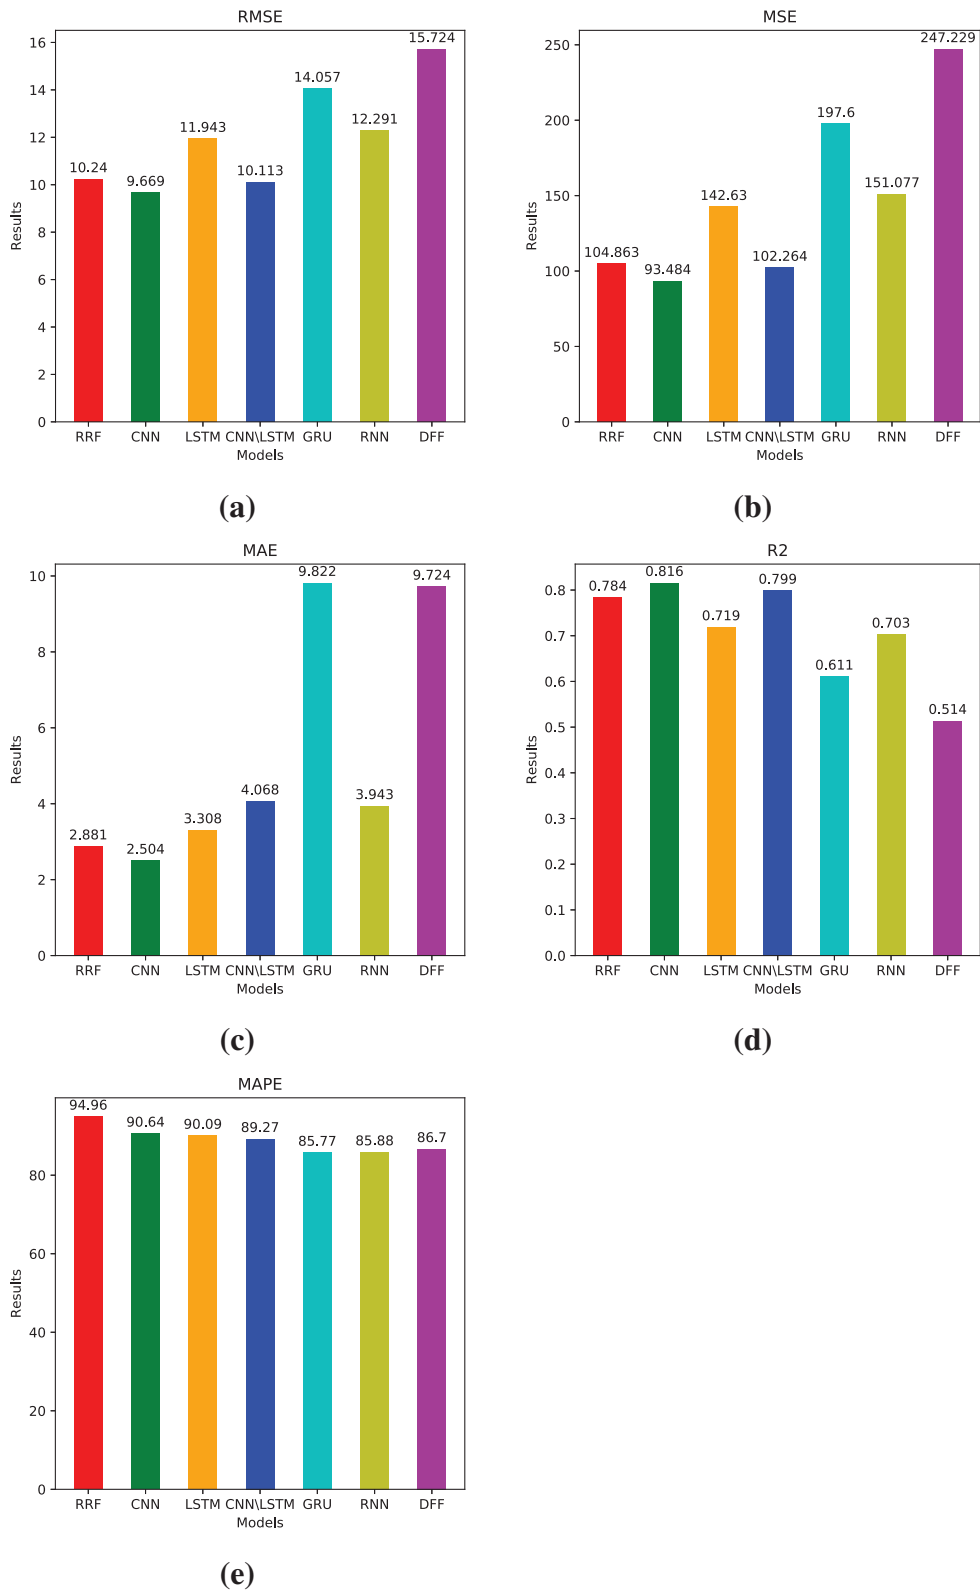 RMSE
16
14
12
10
8
6
4
2
0
Results
10.24
9.669
11.943
10.113
14.057
12.291
15.724
RRF CNN LSTM CNN\LSTM GRU RNN DFF
Models
(a)
MSE
250
200
150
100
50
0
Results
104.863
93.484
142.63
102.264
197.6
151.077
247.229
RRF CNN LSTM CNN\LSTM GRU RNN DFF
Models
(b)
MAE
10
8
6
4
2
0
Results
2.881
2.504
3.308
4.068
9.822
3.943
9.724
RRF CNN LSTM CNN\LSTM GRU RNN DFF
Models
(c)
R2
0.8
0.7
0.6
0.5
0.4
0.3
0.2
0.1
0.0
Results
0.784
0.816
0.719
0.799
0.611
0.703
0.514
RRF CNN LSTM CNN\LSTM GRU RNN DFF
Models
(d)
MAPE
80
60
40
20
0
Results
94.96
90.64
90.09
89.27
85.77
85.88
86.7
RRF CNN LSTM CNN\LSTM GRU RNN DFF
Models
(e)